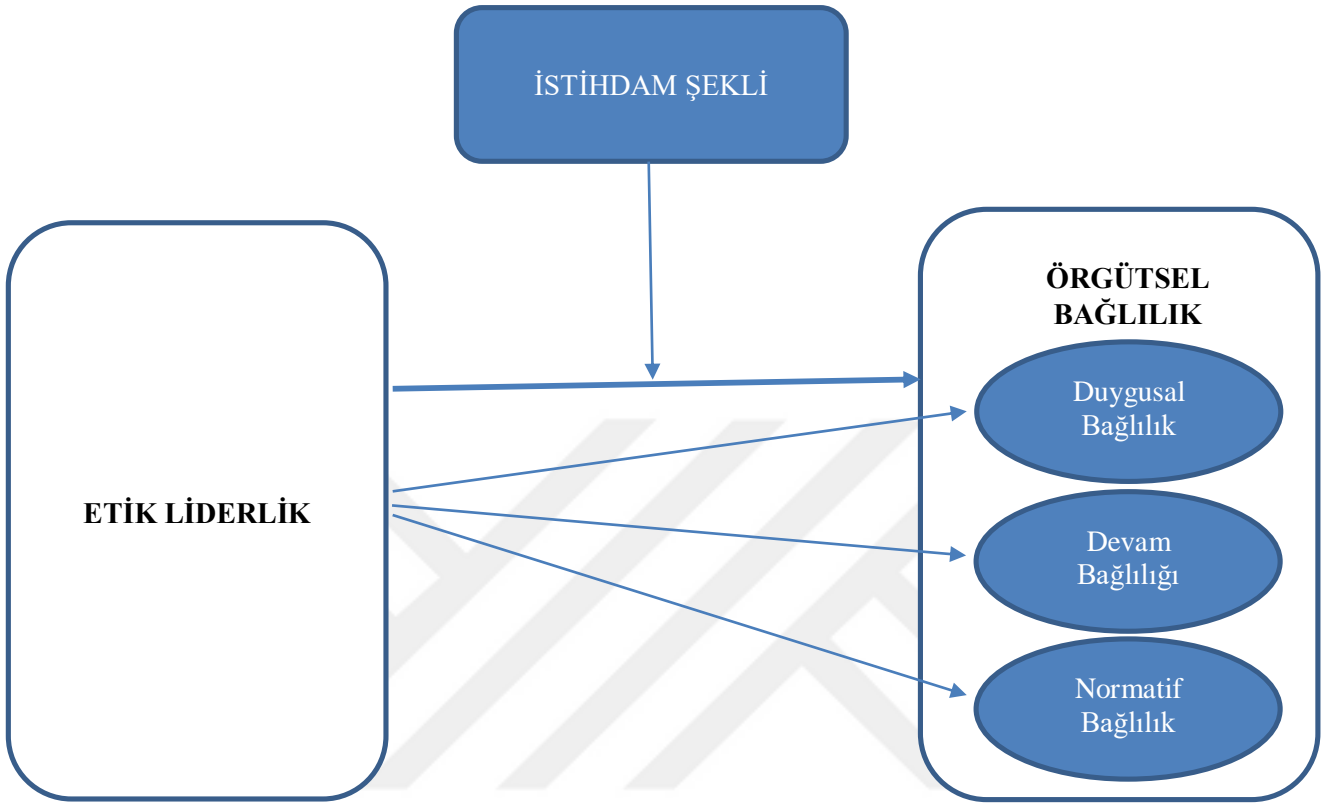 İSTİHDAM ŞEKLİ
ÖRGÜTSEL
BAĞLILIK
Duygusal
Bağlılık
ETİK LİDERLİK
Devam
Bağlılığı
Normatif
Bağlılık